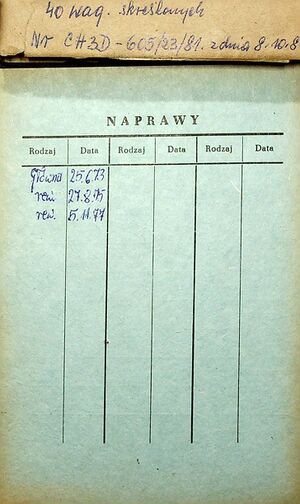 40 wag. skreślonych
Nr CH3D-605/23/81. z dnia 8.10.8
NAPRAWY
Rodzaj Data Rodzaj Data Rodzaj Data
główna 25.6.73
rew. 27.8.75
rew. 5.11.77